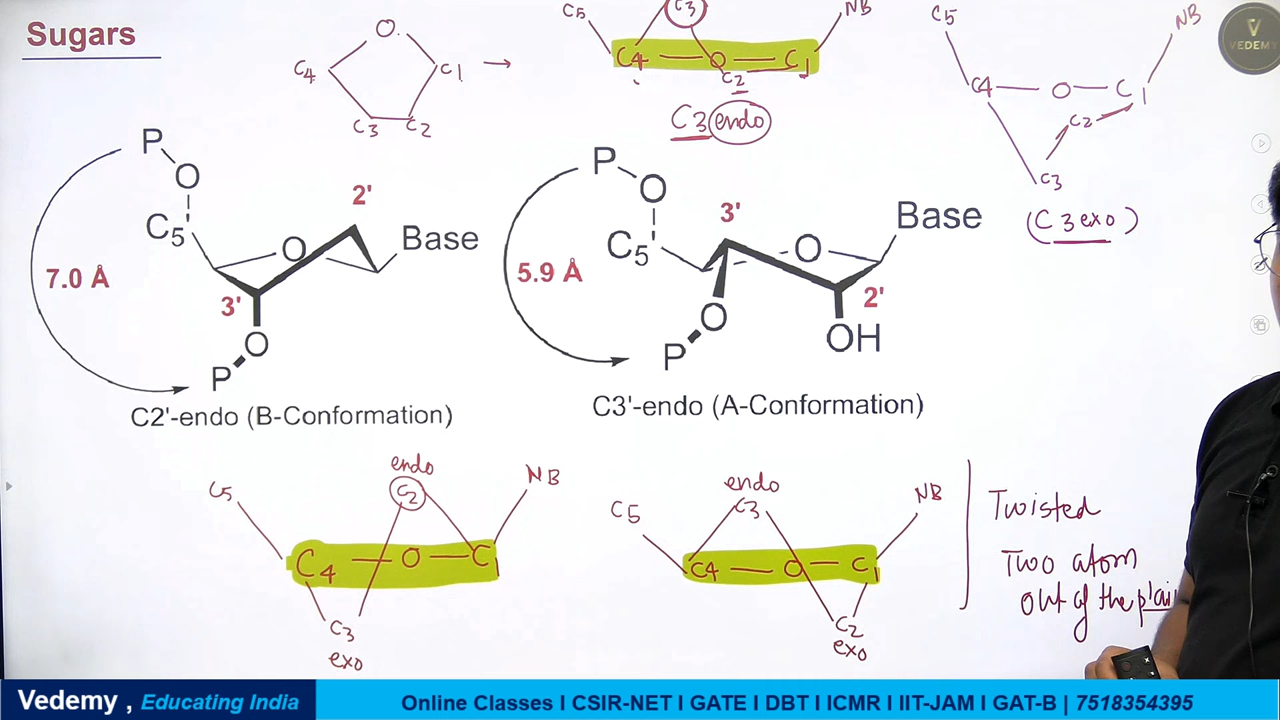 Sugars
O
C4
C1
C3 C2
C5
C3
NB
C4 O C1
C2
C3 endo
C5
NB
C4 O C1
C2
C3
(C3 exo)
VEDEMY
P
O
C5'
2'
O
Base
7.0 Å
3'
O
P
C2'-endo (B-Conformation)
P
O
C5'
3'
O
Base
5.9 Å
2'
O
OH
P
C3'-endo (A-Conformation)
C5
endo
C2
NB
C4 O C1
C3
exo
C5
endo
C3
NB
C4 O C1
C2
exo
Twisted
Two atom
out of the
Vedemy , Educating India
Online Classes I CSIR-NET I GATE I DBT I ICMR I IIT-JAM I GAT-B | 7518354395